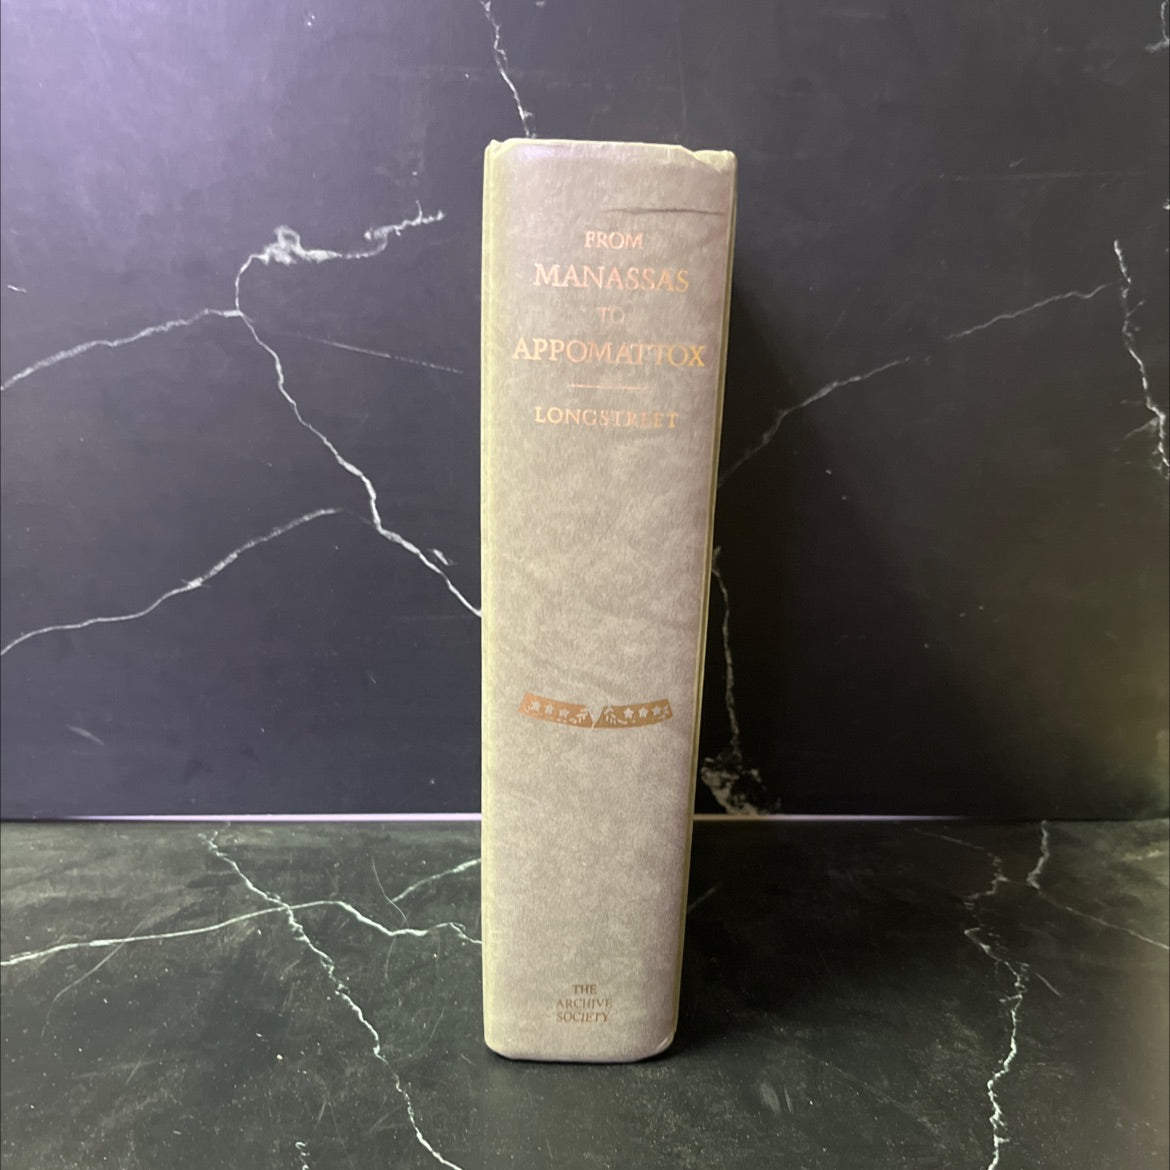 FROM
MANASSAS
TO
APPOMATTOX
LONGSTREET
THE
ARCHIVE
SOCIETY